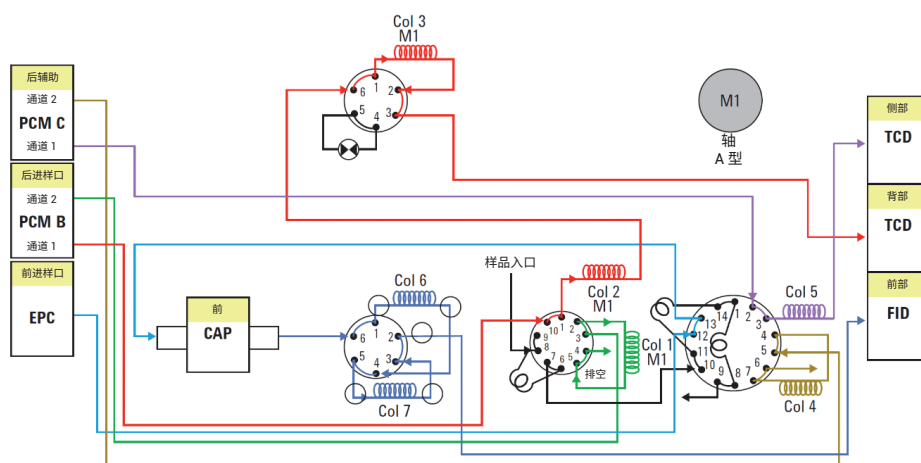 后辅助
通道 2
PCM C
通道 1
后进样口
通道 2
PCM B
通道 1
前进样口
EPC
前
CAP
Col 3
M1
1
2
3
4
5
6
M1
轴
A 型
侧部
TCD
背部
TCD
前部
FID
Col 6
1
2
3
4
5
6
Col 7
样品入口
Col 2
M1
1
2
3
4
5
6
7
8
9
10
排空
Col 1
M1
1
2
3
4
5
6
7
8
9
10
11
12
13
14
Col 5
Col 4